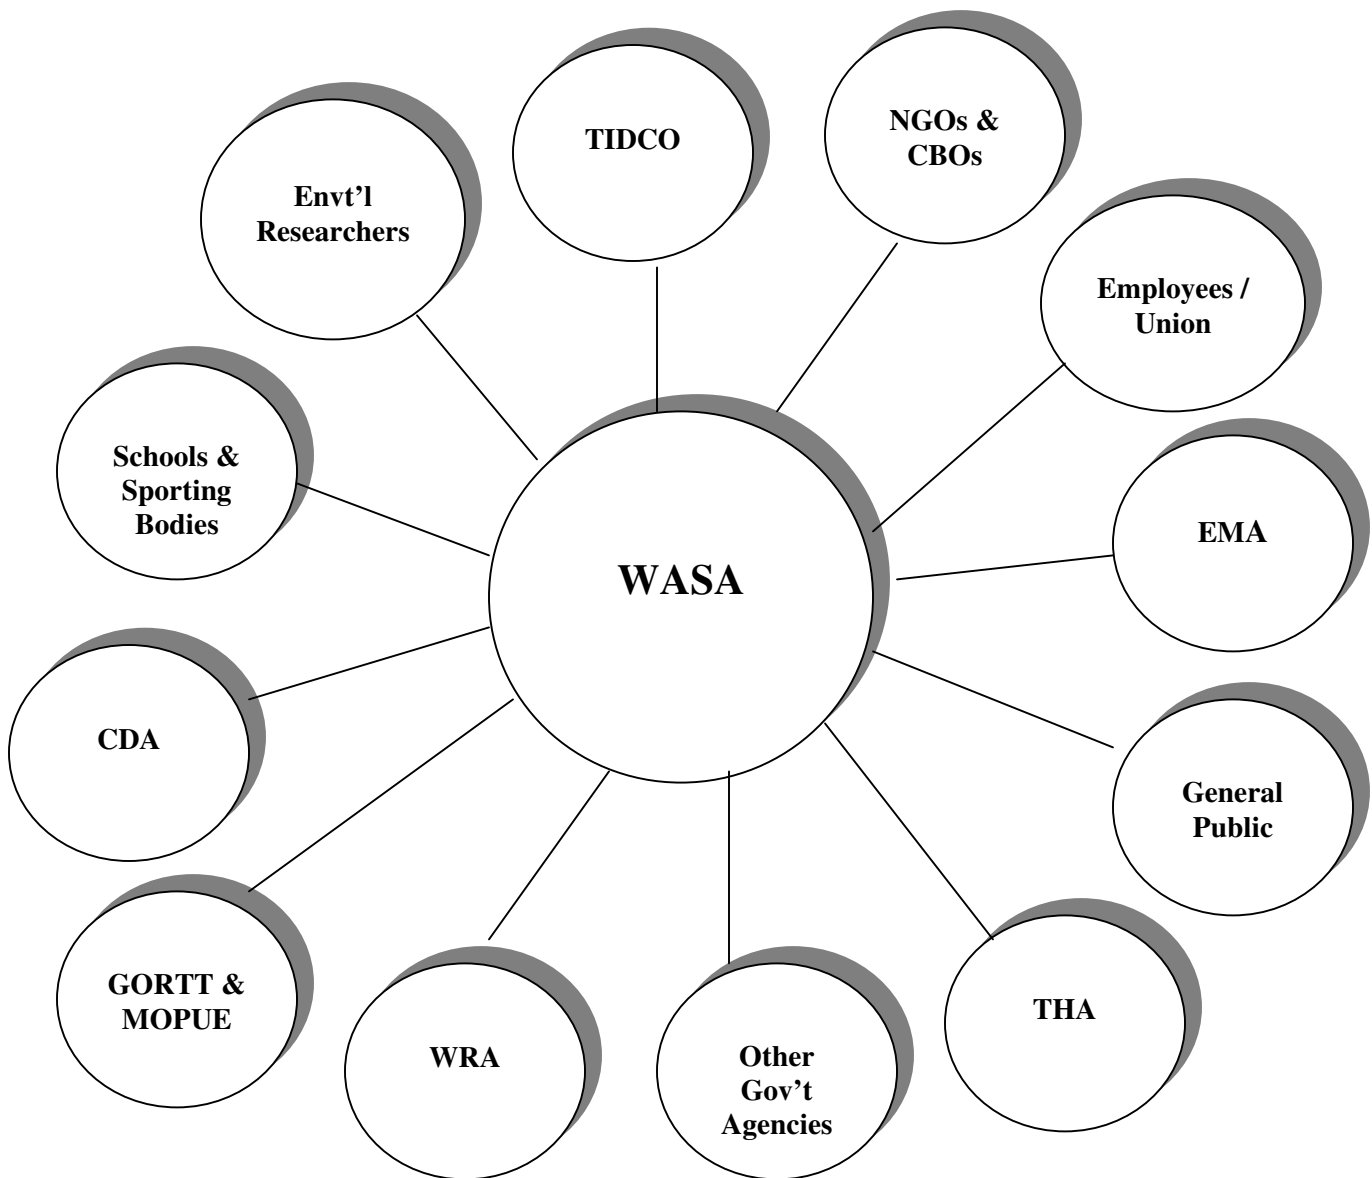 TIDCO
NGOs &
CBOs
Envt’l
Researchers
Employees /
Union
Schools &
Sporting
Bodies
EMA
WASA
CDA
General
Public
GORTT &
MOPUE
WRA
Other
Gov’t
Agencies
THA